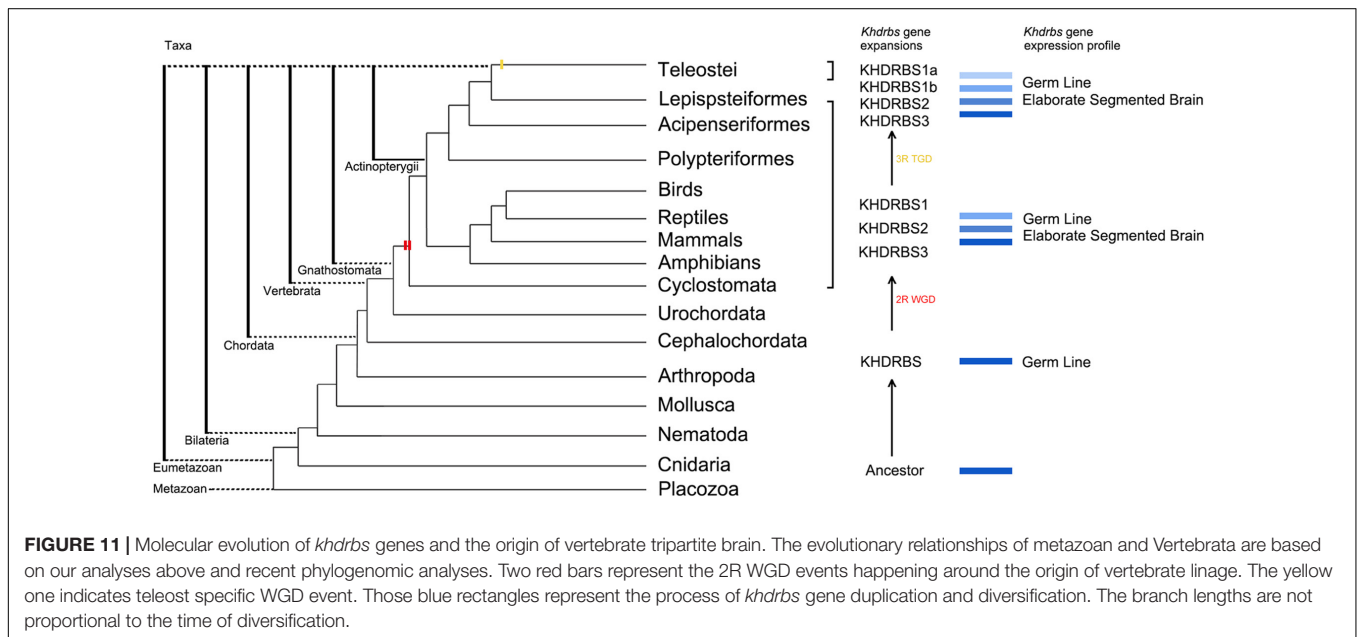 Taxa
Khdrbs gene
expansions
Khdrbs gene
expression profile
Teleostei
Lepispsteiformes
Acipenseriformes
Polypteriformes
Birds
Reptiles
Mammals
Amphibians
Cyclostomata
Urochordata
Cephalochordata
Arthropoda
Mollusca
Nematoda
Cnidaria
Placozoa
Actinopterygii
Gnathostomata
Vertebrata
Chordata
Bilateria
Eumetazoan
Metazoan
KHDRBS1a
KHDRBS1b
KHDRBS2
KHDRBS3
Germ Line
Elaborate Segmented Brain
3R TGD
KHDRBS1
KHDRBS2
KHDRBS3
Germ Line
Elaborate Segmented Brain
2R WGD
KHDRBS
Germ Line
Ancestor
FIGURE 11 | Molecular evolution of khdrbs genes and the origin of vertebrate tripartite brain. The evolutionary relationships of metazoan and Vertebrata are based
on our analyses above and recent phylogenomic analyses. Two red bars represent the 2R WGD events happening around the origin of vertebrate linage. The yellow
one indicates teleost specific WGD event. Those blue rectangles represent the process of khdrbs gene duplication and diversification. The branch lengths are not
proportional to the time of diversification.